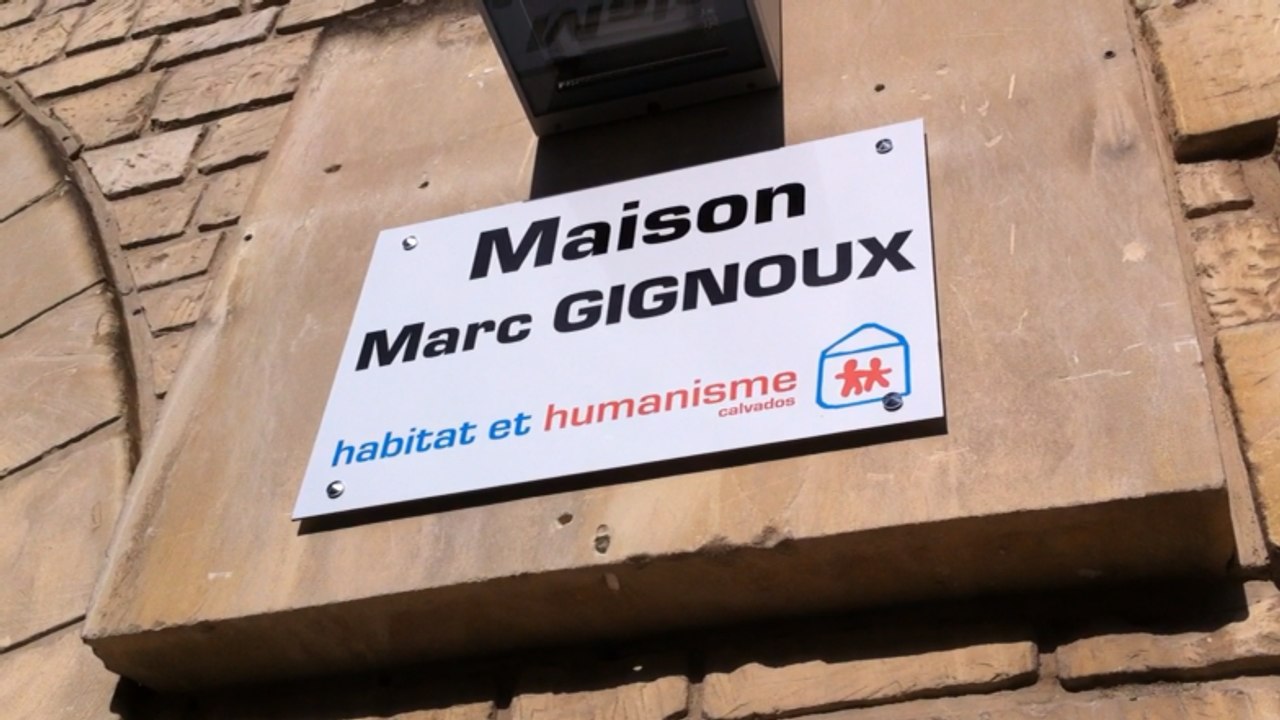 Maison
Marc GIGNOUX
habitat et humanisme
calvados